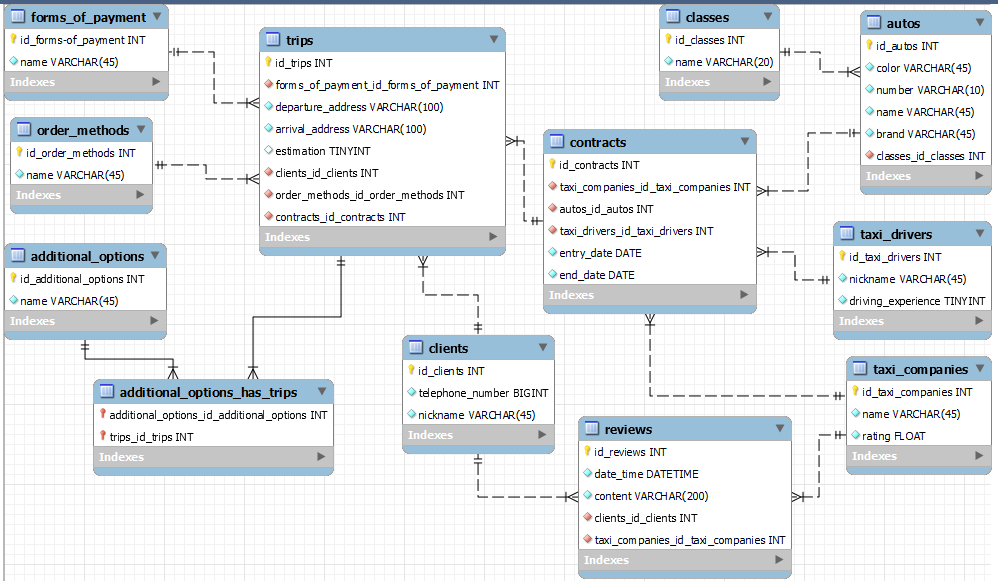 forms_of_payment
id_forms-of_payment INT
name VARCHAR(45)
Indexes
order_methods
id_order_methods INT
name VARCHAR(45)
Indexes
additional_options
id_additional_options INT
name VARCHAR(45)
Indexes
additional_options_has_trips
additional_options_id_additional_options INT
trips_id_trips INT
Indexes
trips
id_trips INT
forms_of_payment_id_forms_of_payment INT
departure_address VARCHAR(100)
arrival_address VARCHAR(100)
estimation TINYINT
clients_id_clients INT
order_methods_id_order_methods INT
contracts_id_contracts INT
Indexes
clients
id_clients INT
telephone_number BIGINT
nickname VARCHAR(45)
Indexes
contracts
id_contracts INT
taxi_companies_id_taxi_companies INT
autos_id_autos INT
taxi_drivers_id_taxi_drivers INT
entry_date DATE
end_date DATE
Indexes
reviews
id_reviews INT
date_time DATETIME
content VARCHAR(200)
clients_id_clients INT
taxi_companies_id_taxi_companies INT
Indexes
classes
id_classes INT
name VARCHAR(20)
Indexes
autos
id_autos INT
color VARCHAR(45)
number VARCHAR(10)
name VARCHAR(45)
brand VARCHAR(45)
classes_id_classes INT
Indexes
taxi_drivers
id_taxi_drivers INT
nickname VARCHAR(45)
driving_experience TINYINT
Indexes
taxi_companies
id_taxi_companies INT
name VARCHAR(45)
rating FLOAT
Indexes